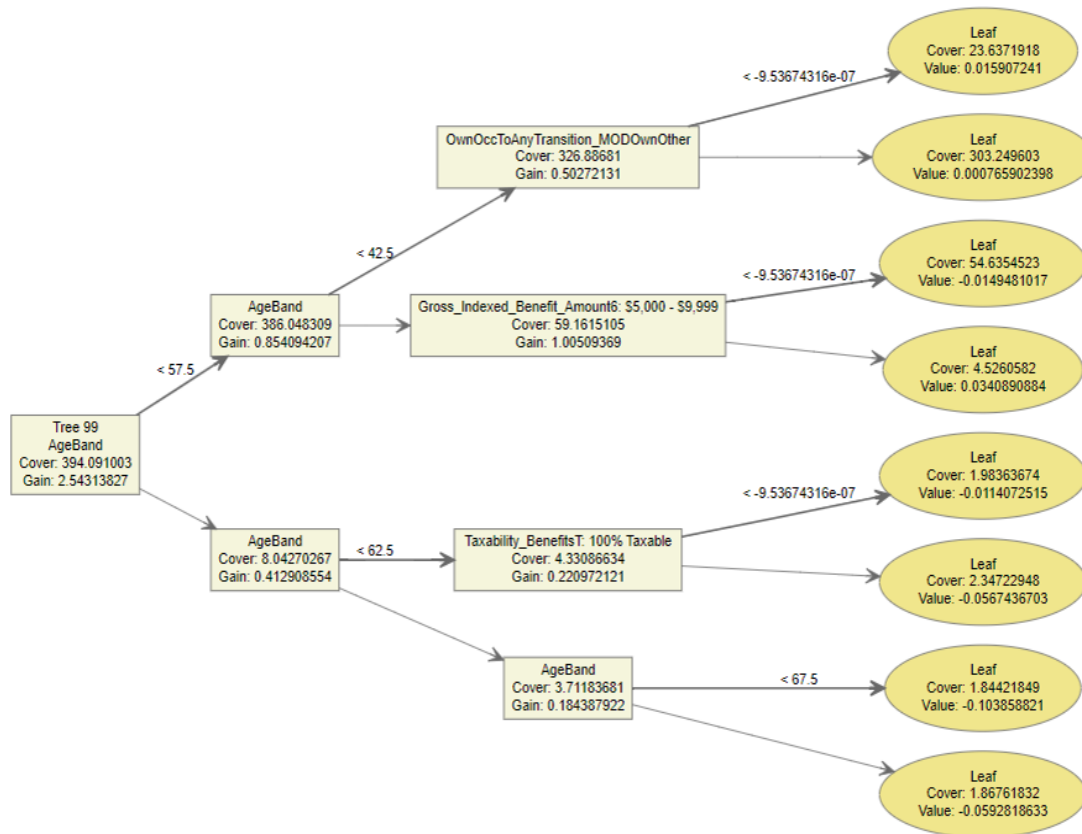 Tree 99
AgeBand
Cover: 394.091003
Gain: 2.54313827
< 57.5
AgeBand
Cover: 386.048309
Gain: 0.854094207
AgeBand
Cover: 8.04270267
Gain: 0.412908554
< 42.5
OwnOccToAnyTransition_MODOwnOther
Cover: 326.88681
Gain: 0.50272131
Gross_Indexed_Benefit_Amount6: $5,000 - $9,999
Cover: 59.1615105
Gain: 1.00509369
< 62.5
Taxability_BenefitsT: 100% Taxable
Cover: 4.33086634
Gain: 0.220972121
AgeBand
Cover: 3.71183681
Gain: 0.184387922
< -9.53674316e-07
Leaf
Cover: 23.6371918
Value: 0.015907241
Leaf
Cover: 303.249603
Value: 0.000765902398
< -9.53674316e-07
Leaf
Cover: 54.6354523
Value: -0.0149481017
Leaf
Cover: 4.5260582
Value: 0.0340890884
< -9.53674316e-07
Leaf
Cover: 1.98363674
Value: -0.0114072515
Leaf
Cover: 2.34722948
Value: -0.0567436703
< 67.5
Leaf
Cover: 1.84421849
Value: -0.103858821
Leaf
Cover: 1.86761832
Value: -0.0592818633